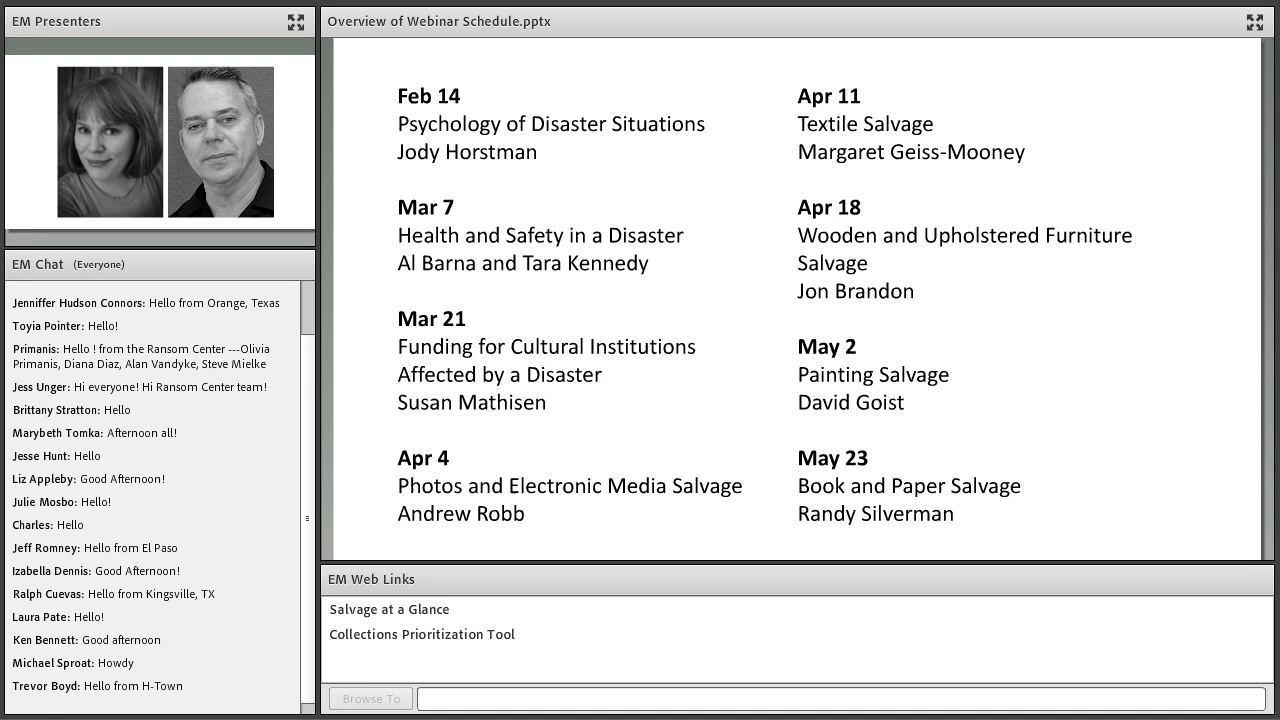 EM Presenters
Overview of Webinar Schedule.pptx
Feb 14
Psychology of Disaster Situations
Jody Horstman
Mar 7
Health and Safety in a Disaster
Al Barna and Tara Kennedy
Mar 21
Funding for Cultural Institutions
Affected by a Disaster
Susan Mathisen
Apr 4
Photos and Electronic Media Salvage
Andrew Robb
Apr 11
Textile Salvage
Margaret Geiss-Mooney
Apr 18
Wooden and Upholstered Furniture
Salvage
Jon Brandon
May 2
Painting Salvage
David Goist
May 23
Book and Paper Salvage
Randy Silverman
EM Chat (Everyone)
Jenniffer Hudson Connors: Hello from Orange, Texas
Toyia Pointer: Hello!
Primanis: Hello ! from the Ransom Center ---Olivia
Primanis, Diana Diaz, Alan Vandyke, Steve Mielke
Jess Unger: Hi everyone! Hi Ransom Center team!
Brittany Stratton: Hello
Marybeth Tomka: Afternoon all!
Jesse Hunt: Hello
Liz Appleby: Good Afternoon!
Julie Mosbo: Hello!
Charles: Hello
Jeff Romney: Hello from El Paso
Izabella Dennis: Good Afternoon!
Ralph Cuevas: Hello from Kingsville, TX
Laura Pate: Hello!
Ken Bennett: Good afternoon
Michael Sproat: Howdy
Trevor Boyd: Hello from H-Town
EM Web Links
Salvage at a Glance
Collections Prioritization Tool
Browse To